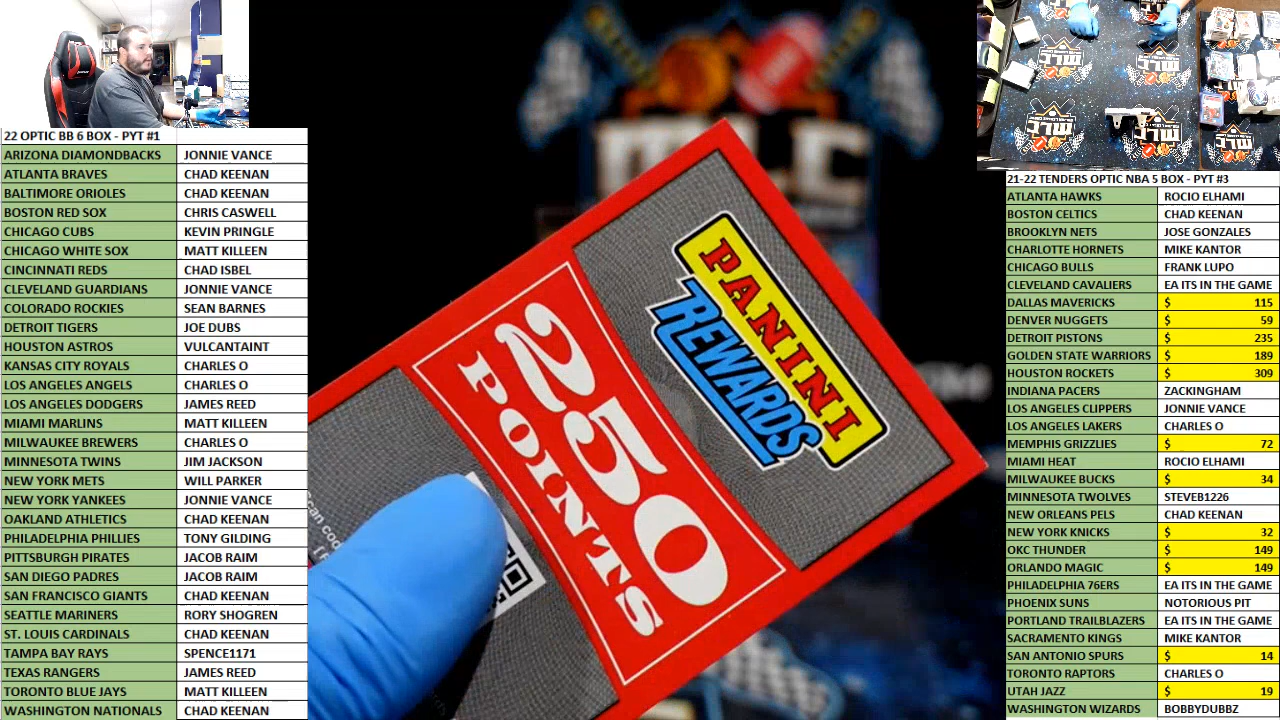 22 OPTIC BB 6 BOX - PYT #1
ARIZONA DIAMONDBACKS JONNIE VANCE
ATLANTA BRAVES CHAD KEENAN
BALTIMORE ORIOLES CHAD KEENAN
BOSTON RED SOX CHRIS CASWELL
CHICAGO CUBS KEVIN PRINGLE
CHICAGO WHITE SOX MATT KILLEEN
CINCINNATI REDS CHAD ISBEL
CLEVELAND GUARDIANS JONNIE VANCE
COLORADO ROCKIES SEAN BARNES
DETROIT TIGERS JOE DUBS
HOUSTON ASTROS VULCANTAINT
KANSAS CITY ROYALS CHARLES O
LOS ANGELES ANGELS CHARLES O
LOS ANGELES DODGERS JAMES REED
MIAMI MARLINS MATT KILLEEN
MILWAUKEE BREWERS CHARLES O
MINNESOTA TWINS JIM JACKSON
NEW YORK METS WILL PARKER
NEW YORK YANKEES JONNIE VANCE
OAKLAND ATHLETICS CHAD KEENAN
PHILADELPHIA PHILLIES TONY GILDING
PITTSBURGH PIRATES JACOB RAIM
SAN DIEGO PADRES JACOB RAIM
SAN FRANCISCO GIANTS CHAD KEENAN
SEATTLE MARINERS RORY SHOGREN
ST. LOUIS CARDINALS CHAD KEENAN
TAMPA BAY RAYS SPENCE1171
TEXAS RANGERS JAMES REED
TORONTO BLUE JAYS MATT KILLEEN
WASHINGTON NATIONALS CHAD KEENAN
MLC
PANINI
REWARDS
250
POINTS
21-22 TENDERS OPTIC NBA 5 BOX - PYT #3
ATLANTA HAWKS ROCIO ELHAMI
BOSTON CELTICS CHAD KEENAN
BROOKLYN NETS JOSE GONZALES
CHARLOTTE HORNETS MIKE KANTOR
CHICAGO BULLS FRANK LUPO
CLEVELAND CAVALIERS EA ITS IN THE GAME
DALLAS MAVERICKS $ 115
DENVER NUGGETS $ 59
DETROIT PISTONS $ 235
GOLDEN STATE WARRIORS $ 189
HOUSTON ROCKETS $ 309
INDIANA PACERS ZACKINGHAM
LOS ANGELES CLIPPERS JONNIE VANCE
LOS ANGELES LAKERS CHARLES O
MEMPHIS GRIZZLIES $ 72
MIAMI HEAT ROCIO ELHAMI
MILWAUKEE BUCKS $ 34
MINNESOTA TWOLVES STEVEB1226
NEW ORLEANS PELS CHAD KEENAN
NEW YORK KNICKS $ 32
OKC THUNDER $ 149
ORLANDO MAGIC $ 149
PHILADELPHIA 76ERS EA ITS IN THE GAME
PHOENIX SUNS NOTORIOUS PIT
PORTLAND TRAILBLAZERS EA ITS IN THE GAME
SACRAMENTO KINGS MIKE KANTOR
SAN ANTONIO SPURS $ 14
TORONTO RAPTORS CHARLES O
UTAH JAZZ $ 19
WASHINGTON WIZARDS BOBBYDUBBZ